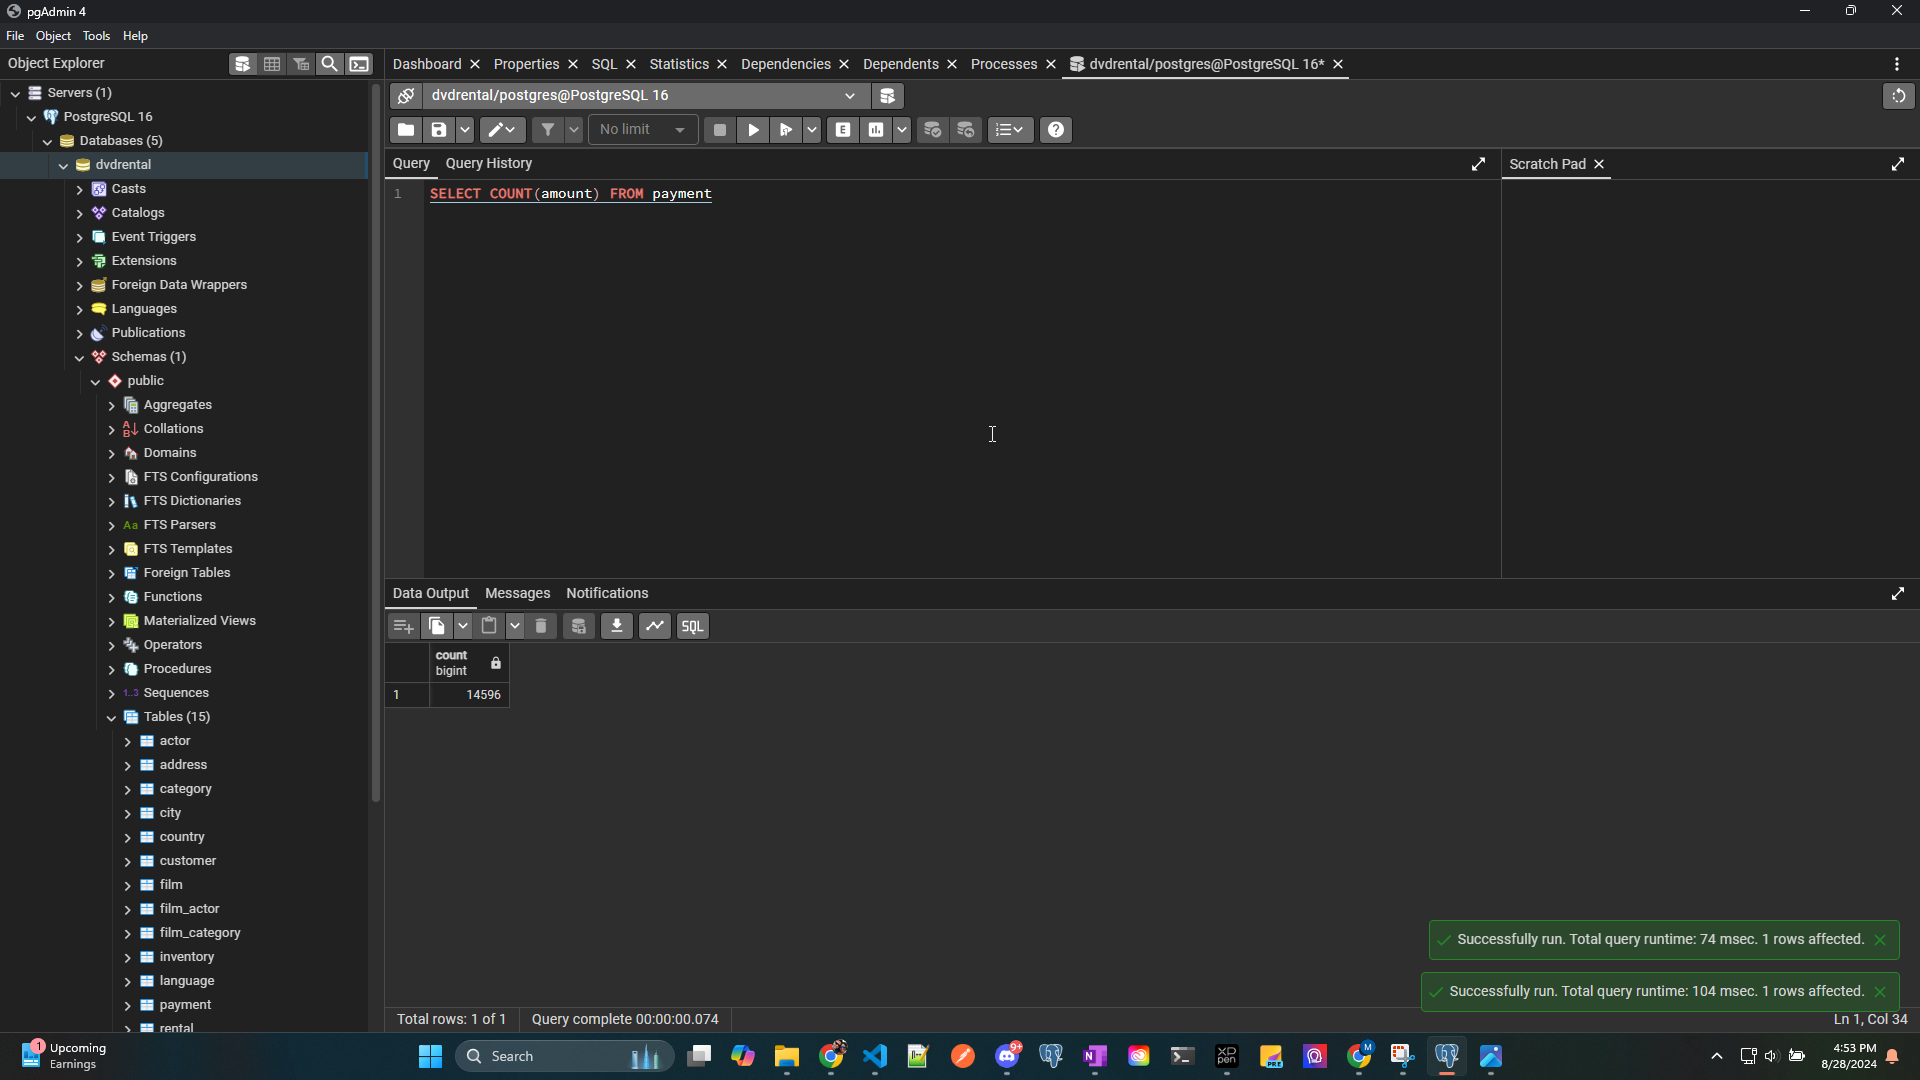 pgAdmin 4
File Object Tools Help
Object Explorer
Dashboard Properties SQL Statistics Dependencies Dependents Processes dvdrental/postgres@PostgreSQL 16*
Servers (1)
dvdrental/postgres@PostgreSQL 16
PostgreSQL 16
No limit
E
Databases (5)
dvdrental
Query Query History
Scratch Pad
1 SELECT COUNT(amount) FROM payment
Casts
Catalogs
Event Triggers
Extensions
Foreign Data Wrappers
Languages
Publications
Schemas (1)
public
Aggregates
Collations
Domains
FTS Configurations
FTS Dictionaries
Aa FTS Parsers
FTS Templates
Foreign Tables
Functions
Materialized Views
Operators
Procedures
1..3 Sequences
Tables (15)
actor
address
category
city
country
customer
film
film_actor
film_category
inventory
language
payment
rental
Data Output Messages Notifications
SQL
count
bigint
1 14596
Successfully run. Total query runtime: 74 msec. 1 rows affected.
Successfully run. Total query runtime: 104 msec. 1 rows affected.
Total rows: 1 of 1 Query complete 00:00:00.074
Ln 1, Col 34
1
Upcoming
Earnings
Search
9+
M
4:53 PM
8/28/2024